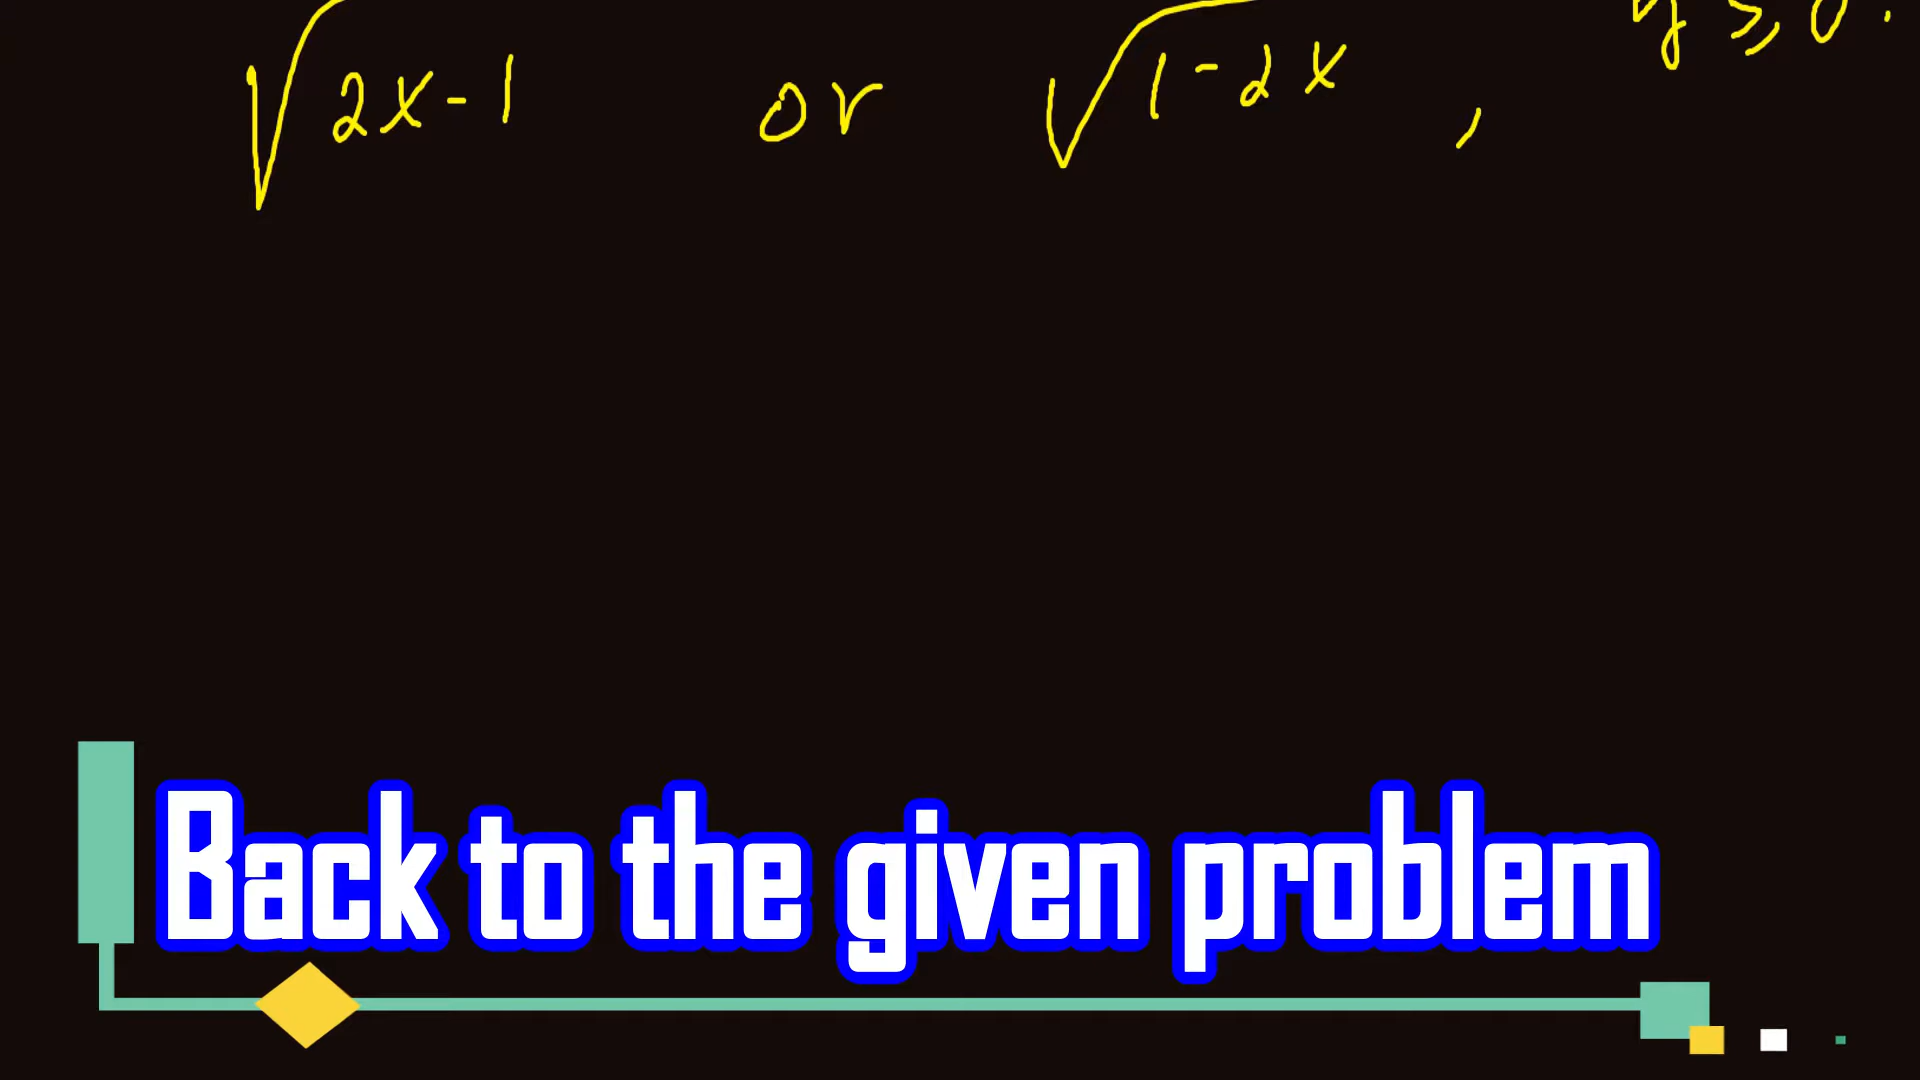 √2x-1 or √1-2x , y ≥ 0.
Back to the given problem